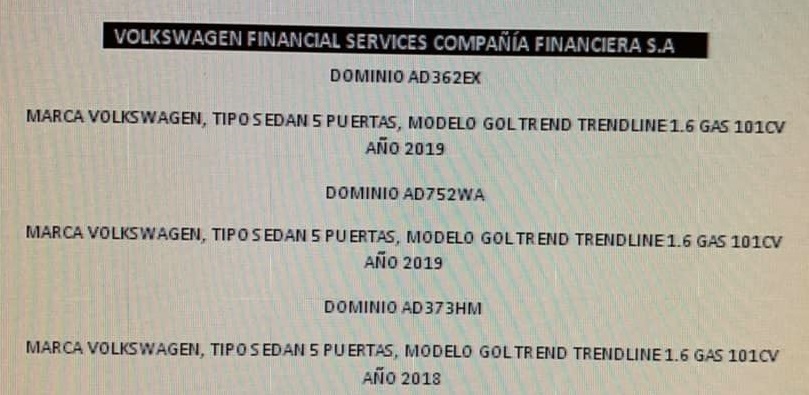 VOLKSWAGEN FINANCIAL SERVICES COMPAÑÍA FINANCIERA S.A
DOMINIO AD362EX
MARCA VOLKSWAGEN, TIPO SEDAN 5 PUERTAS, MODELO GOL TREND TRENDLINE 1.6 GAS 101CV
AÑO 2019
DOMINIO AD752WA
MARCA VOLKSWAGEN, TIPO SEDAN 5 PUERTAS, MODELO GOL TREND TRENDLINE 1.6 GAS 101CV
AÑO 2019
DOMINIO AD373HM
MARCA VOLKSWAGEN, TIPO SEDAN 5 PUERTAS, MODELO GOL TREND TRENDLINE 1.6 GAS 101CV
AÑO 2018